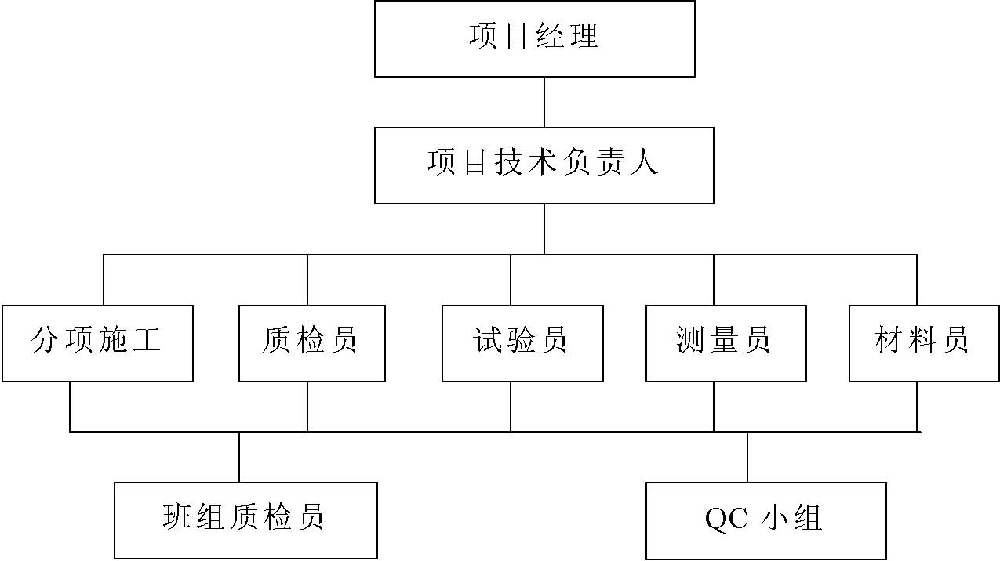 项目经理
项目技术负责人
分项施工
质检员
试验员
测量员
材料员
班组质检员
QC 小组